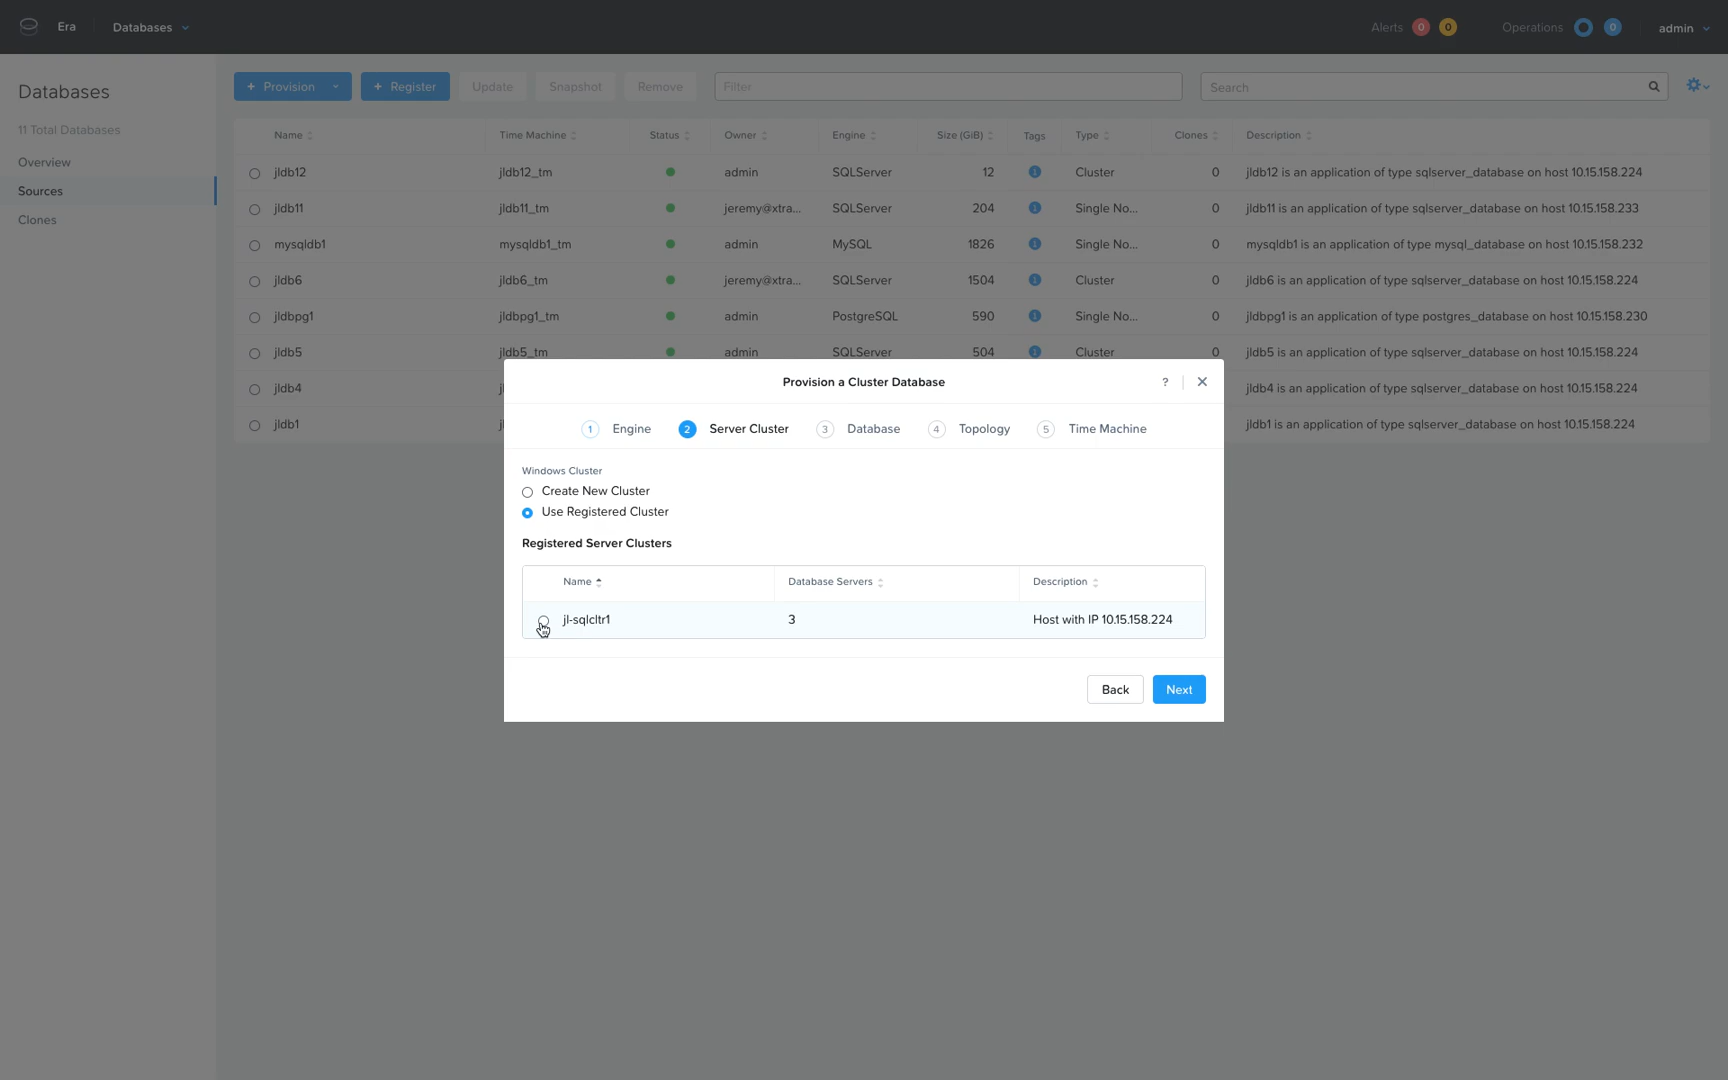 Era Databases Alerts 0 0 Operations 0 admin
Databases
11 Total Databases
Overview
Sources
Clones
+ Provision + Register Update Snapshot Remove Filter Search
Name Time Machine Status Owner Engine Size (GiB) Tags Type Clones Description
jldb12 jldb12_tm admin SQLServer 12 Cluster 0 jldb12 is an application of type sqlserver_database on host 10.15.158.224
jldb11 jldb11_tm jeremy@xtra... SQLServer 204 Single No... 0 jldb11 is an application of type sqlserver_database on host 10.15.158.233
mysqldb1 mysqldb1_tm admin MySQL 1826 Single No... 0 mysqldb1 is an application of type mysql_database on host 10.15.158.232
jldb6 jldb6_tm jeremy@xtra... SQLServer 1504 Cluster 0 jldb6 is an application of type sqlserver_database on host 10.15.158.224
jldbpg1 jldbpg1_tm admin PostgreSQL 590 Single No... 0 jldbpg1 is an application of type postgres_database on host 10.15.158.230
jldb5 jldb5_tm admin SQLServer 504 Cluster 0 jldb5 is an application of type sqlserver_database on host 10.15.158.224
jldb4 jldb4 is an application of type sqlserver_database on host 10.15.158.224
jldb1 jldb1 is an application of type sqlserver_database on host 10.15.158.224
Provision a Cluster Database ?
1 Engine 2 Server Cluster 3 Database 4 Topology 5 Time Machine
Windows Cluster
Create New Cluster
Use Registered Cluster
Registered Server Clusters
Name Database Servers Description
jl-sqlcltr1 3 Host with IP 10.15.158.224
Back Next